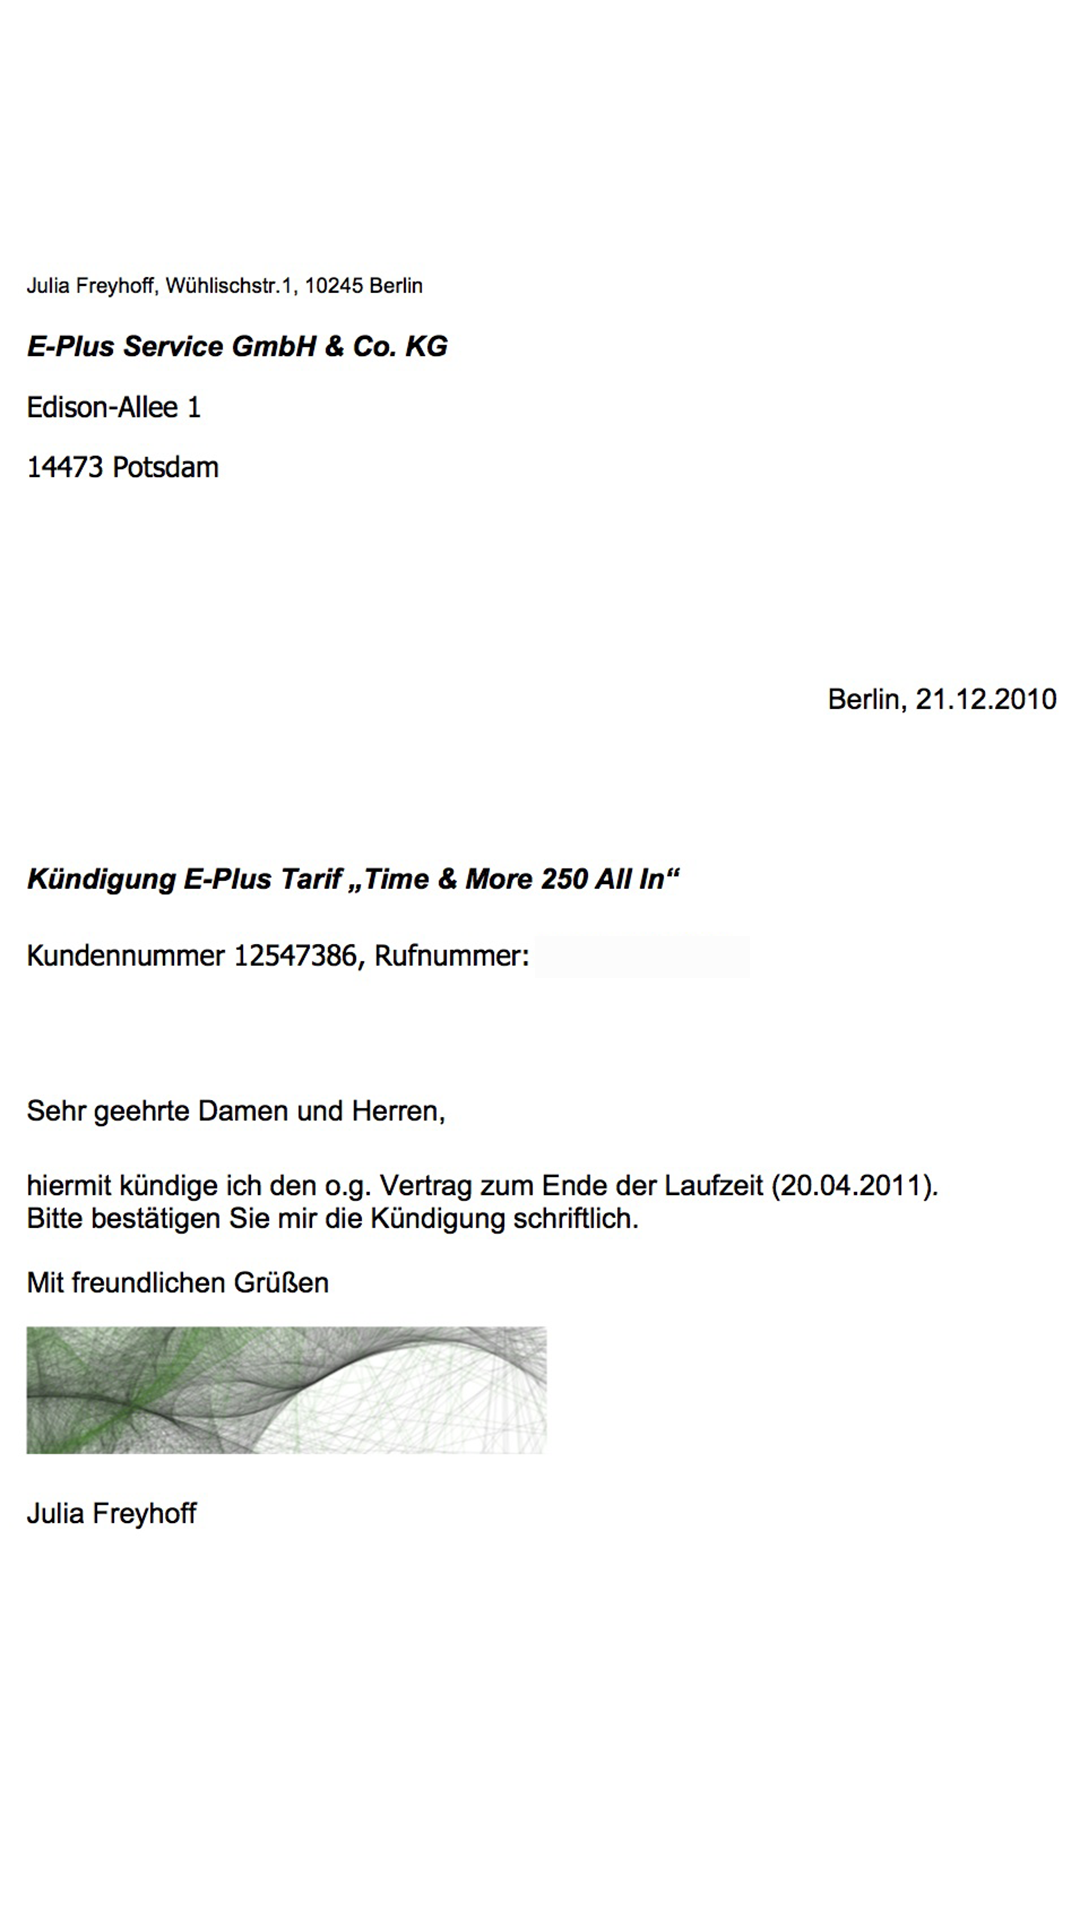 Julia Freyhoff, Wühlischstr.1, 10245 Berlin
E-Plus Service GmbH & Co. KG
Edison-Allee 1
14473 Potsdam
Berlin, 21.12.2010
Kündigung E-Plus Tarif „Time & More 250 All In“
Kundennummer 12547386, Rufnummer:
Sehr geehrte Damen und Herren,
hiermit kündige ich den o.g. Vertrag zum Ende der Laufzeit (20.04.2011).
Bitte bestätigen Sie mir die Kündigung schriftlich.
Mit freundlichen Grüßen
Julia Freyhoff